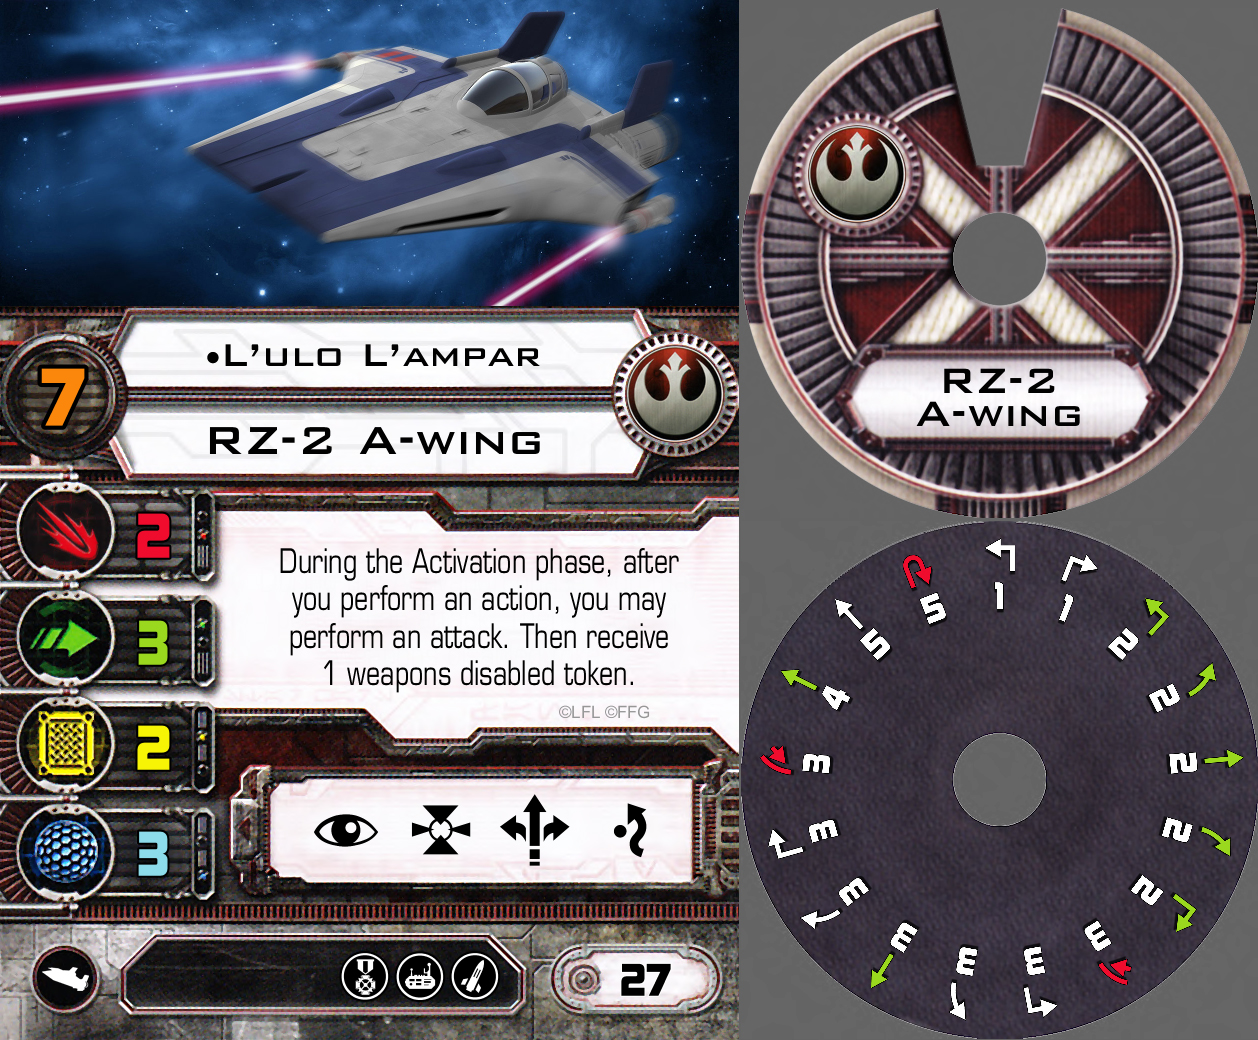 •L'ulo L'ampar
7
RZ-2 A-wing
2
3
2
3
During the Activation phase, after
you perform an action, you may
perform an attack. Then receive
1 weapons disabled token.
©LFL ©FFG
27
RZ-2
A-wing
1
1
2
2
2
2
2
3
3
3
3
3
3
3
4
5
5